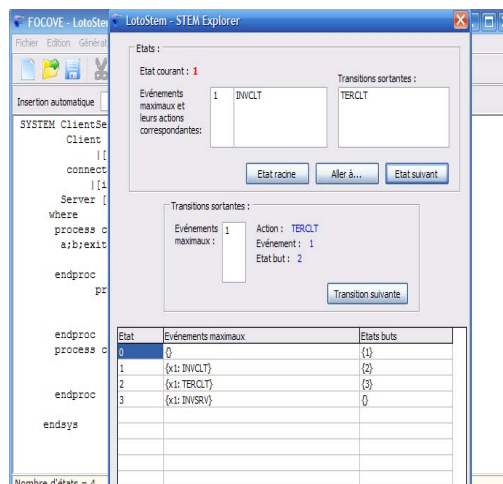 FOCOVE - LotoSte
Fichier Edition Générat
Insertion automatique
SYSTEM ClientSe
Client
|[
connect
|[i
Server [
where
process c
a;b;exit
endproc
pr
endproc
process c
endproc
endsys
Nombre d'états = 4
LotoStem - STEM Explorer
Etats :
Etat courant : 1
Transitions sortantes :
Evénements maximaux et leurs actions correspondantes:
1 INVCLT
TERCLT
Etat racine Aller à... Etat suivant
Transitions sortantes :
Evénements maximaux :
1
Action : TERCLT
Evénement : 1
Etat but : 2
Transition suivante
Etat Evénements maximaux Etats buts
0 {} {1}
1 {x1: INVCLT} {2}
2 {x1: TERCLT} {3}
3 {x1: INVSRV} {}